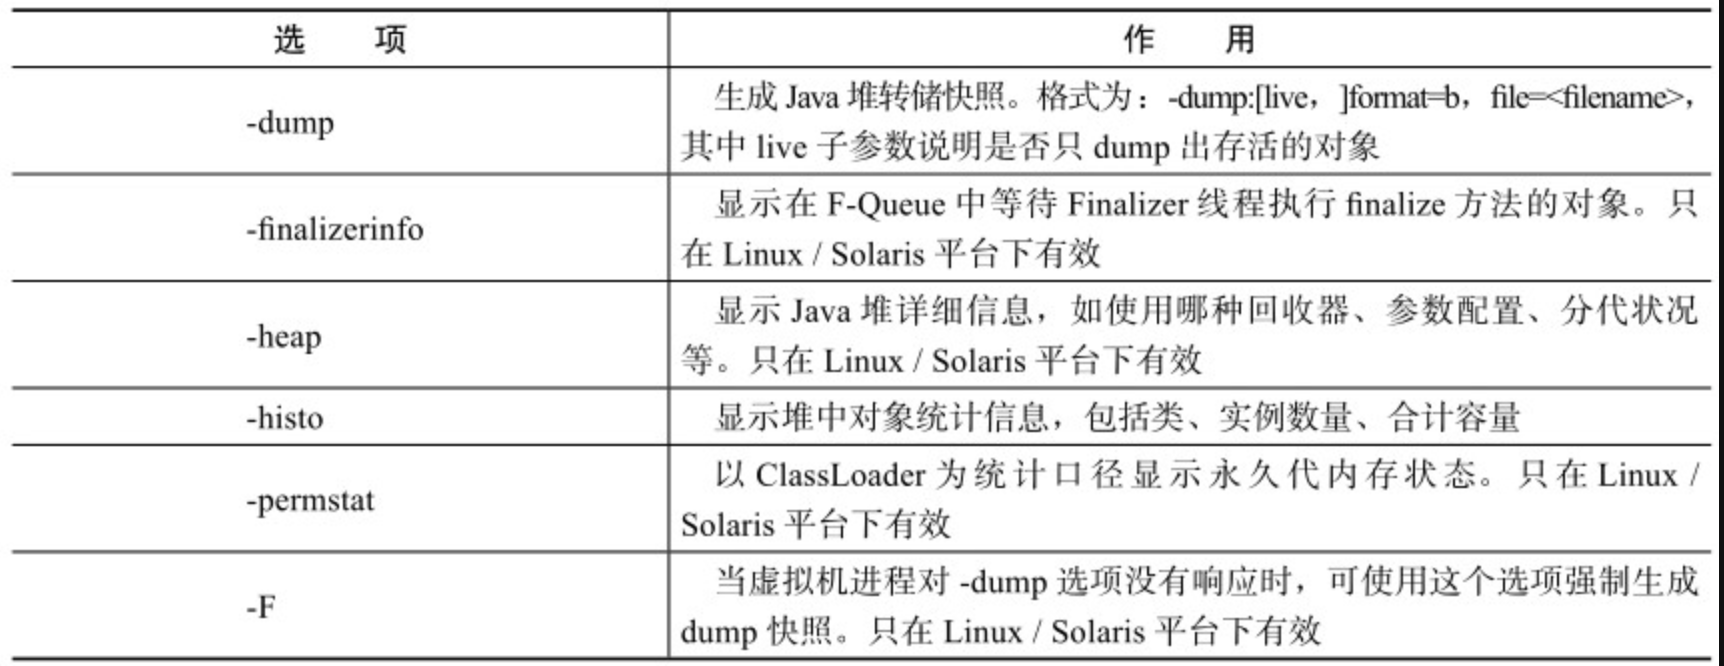 选 项
作 用
-dump
生成 Java 堆转储快照。格式为：-dump:[live，]format=b，file=<filename>，
其中 live 子参数说明是否只 dump 出存活的对象
-finalizerinfo
显示在 F-Queue 中等待 Finalizer 线程执行 finalize 方法的对象。只
在 Linux / Solaris 平台下有效
-heap
显示 Java 堆详细信息，如使用哪种回收器、参数配置、分代状况
等。只在 Linux / Solaris 平台下有效
-histo
显示堆中对象统计信息，包括类、实例数量、合计容量
-permstat
以 ClassLoader 为统计口径显示永久代内存状态。只在 Linux /
Solaris 平台下有效
-F
当虚拟机进程对 -dump 选项没有响应时，可使用这个选项强制生成
dump 快照。只在 Linux / Solaris 平台下有效